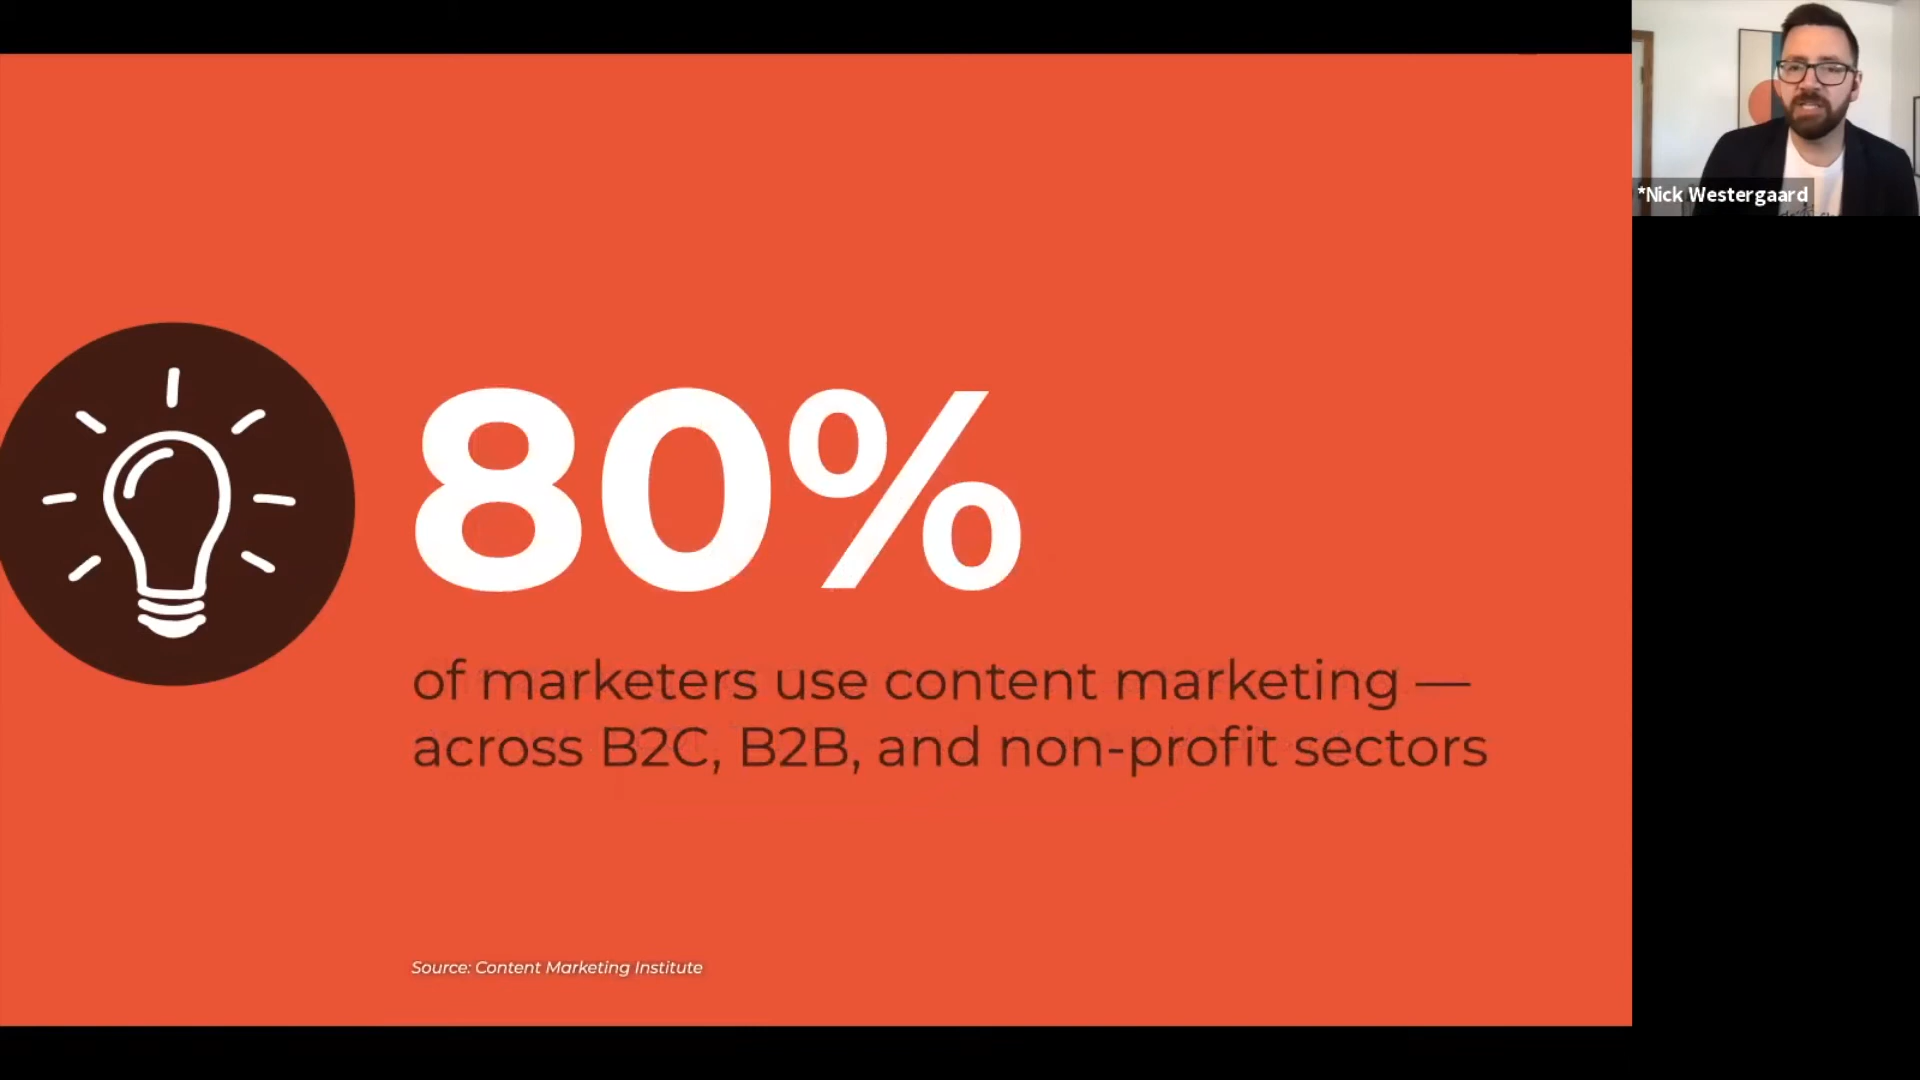 80%
of marketers use content marketing —
across B2C, B2B, and non-profit sectors
Source: Content Marketing Institute
*Nick Westergaard